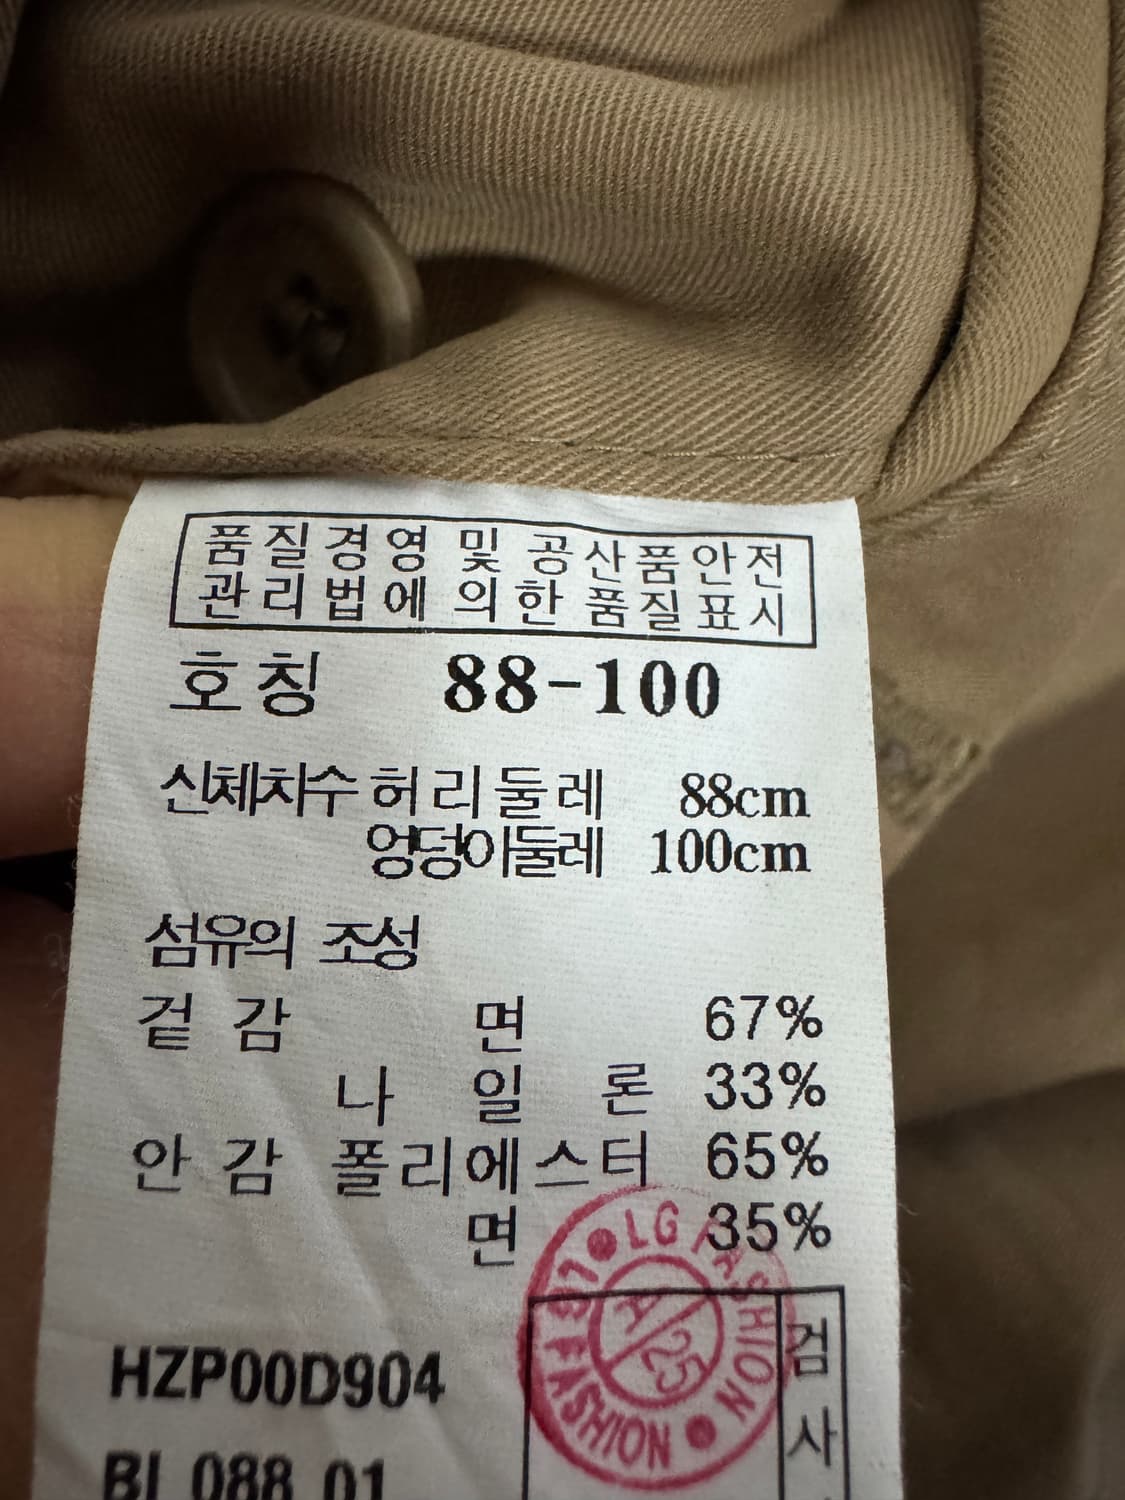 품질경영 및 공산품안전
관리법에 의한 품질표시
호칭 88-100
신체치수 허리둘레 88cm
엉덩이둘레 100cm
섬유의 조성
겉감 면 67%
나일론 33%
안감 폴리에스터 65%
면 35%
LG FASHION
LG FASHION
A/25
검사
HZP00D904
088 01